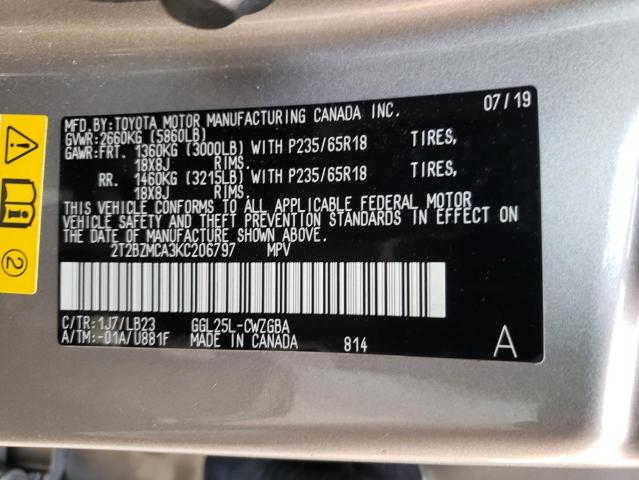 MFD.BY:TOYOTA MOTOR MANUFACTURING CANADA INC. 07/19
GVWR:2660KG (5860LB)
GAWR:FRT. 1360KG (3000LB) WITH P235/65R18 TIRES,
18X8J RIMS.
RR. 1460KG (3215LB) WITH P235/65R18 TIRES,
18X8J RIMS.
THIS VEHICLE CONFORMS TO ALL APPLICABLE FEDERAL MOTOR
VEHICLE SAFETY AND THEFT PREVENTION STANDARDS IN EFFECT ON
THE DATE OF MANUFACTURE SHOWN ABOVE.
2T2BZMCA3KC206797 MPV
C/TR:1J7/LB23 GGL25L-CWZGBA
A/TM:-01A/U881F MADE IN CANADA 814 A
2